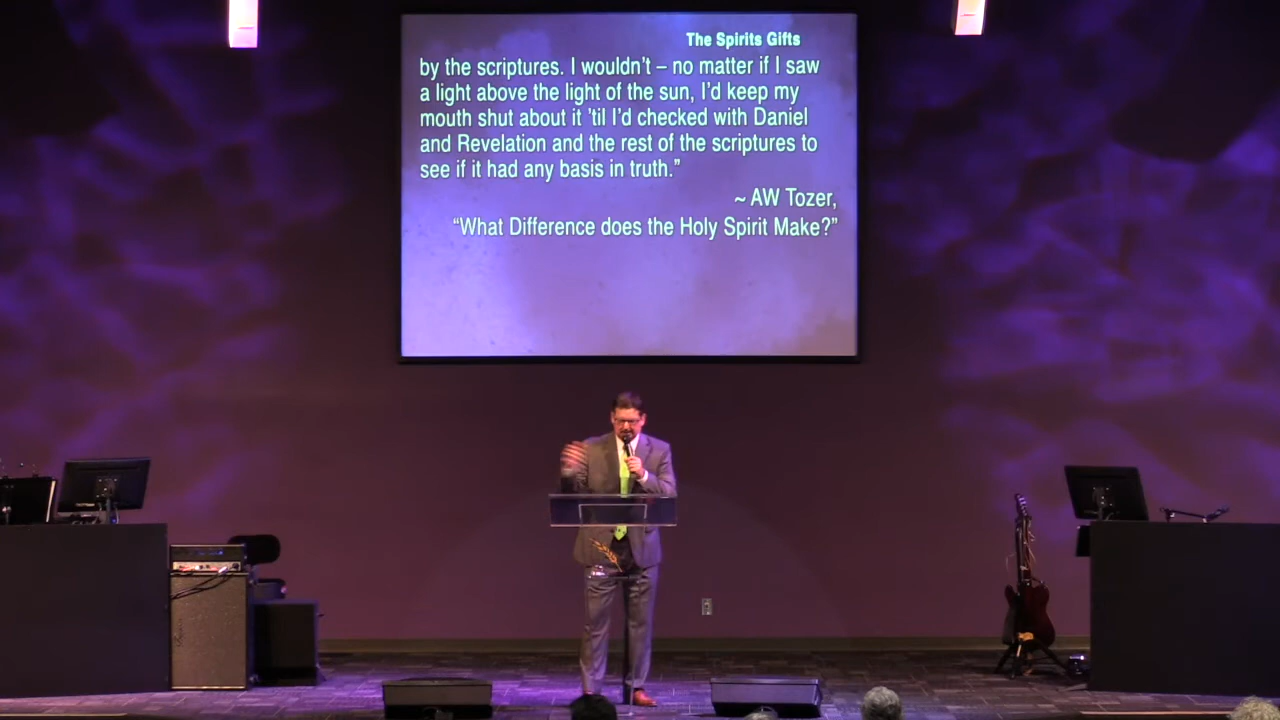 The Spirits Gifts
by the scriptures. I wouldn't – no matter if I saw
a light above the light of the sun, I'd keep my
mouth shut about it 'til I'd checked with Daniel
and Revelation and the rest of the scriptures to
see if it had any basis in truth.”
~ AW Tozer,
“What Difference does the Holy Spirit Make?”